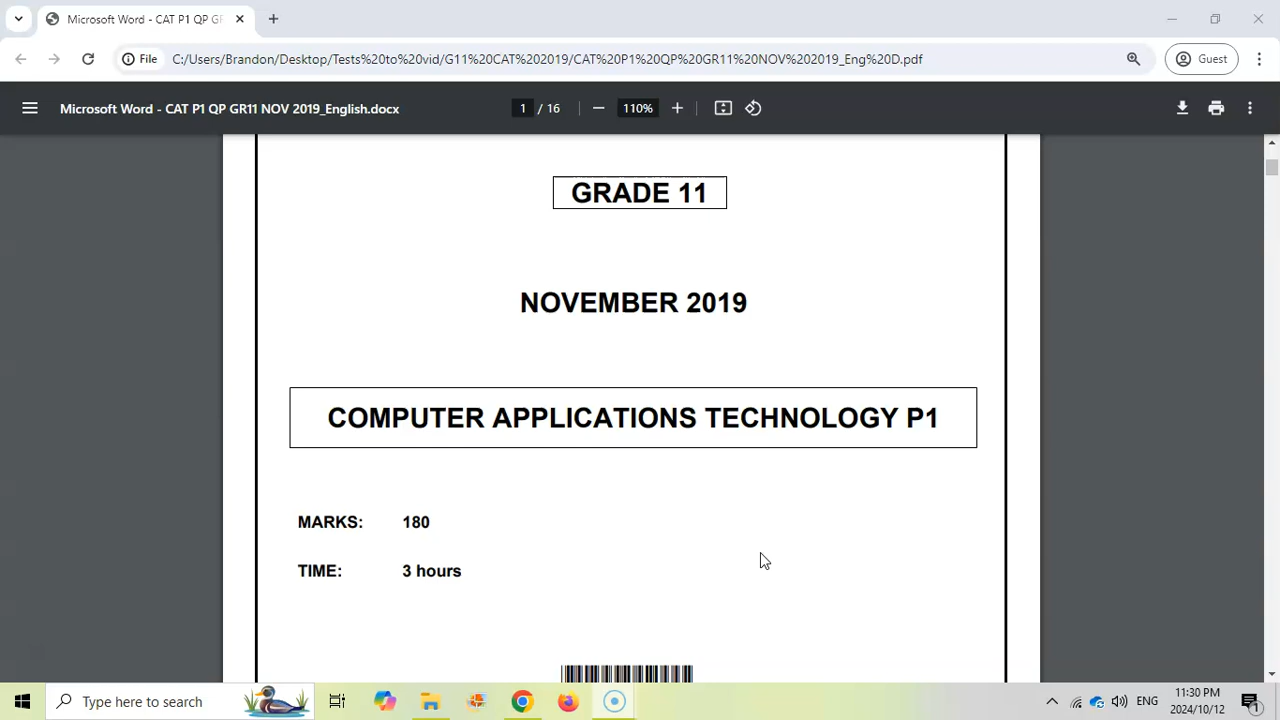 Microsoft Word - CAT P1 QP GR
File
C:/Users/Brandon/Desktop/Tests%20to%20vid/G11%20CAT%202019/CAT%20P1%20QP%20GR11%20NOV%202019_Eng%20D.pdf
Guest
Microsoft Word - CAT P1 QP GR11 NOV 2019_English.docx
1 / 16
110%
GRADE 11
NOVEMBER 2019
COMPUTER APPLICATIONS TECHNOLOGY P1
MARKS: 180
TIME: 3 hours
Type here to search
ENG
11:30 PM
2024/10/12
1